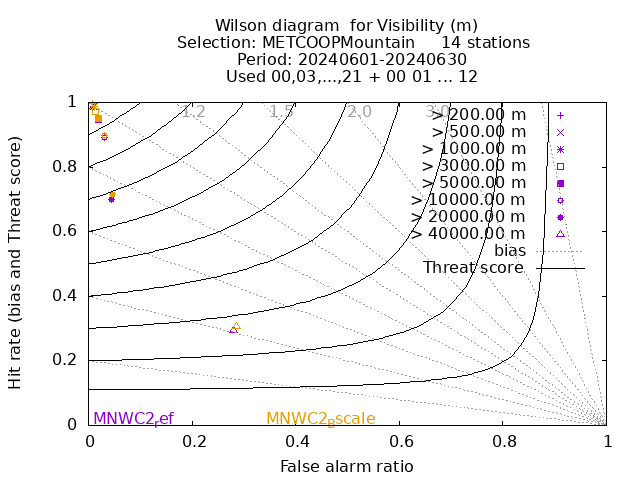 Wilson diagram  for Visibility (m)
Selection: METCOOPMountain     14 stations
Period: 20240601-20240630
Used 00,03,...,21 + 00 01 ... 12
Hit rate (bias and Threat score)
1
0.8
0.6
0.4
0.2
0
1.2
1.5
2.0
3.0
> 200.00 m
> 500.00 m
> 1000.00 m
> 3000.00 m
> 5000.00 m
> 10000.00 m
> 20000.00 m
> 40000.00 m
bias
Threat score
MNWC2ref
MNWC2Bscale
0
0.2
0.4
0.6
0.8
1
False alarm ratio